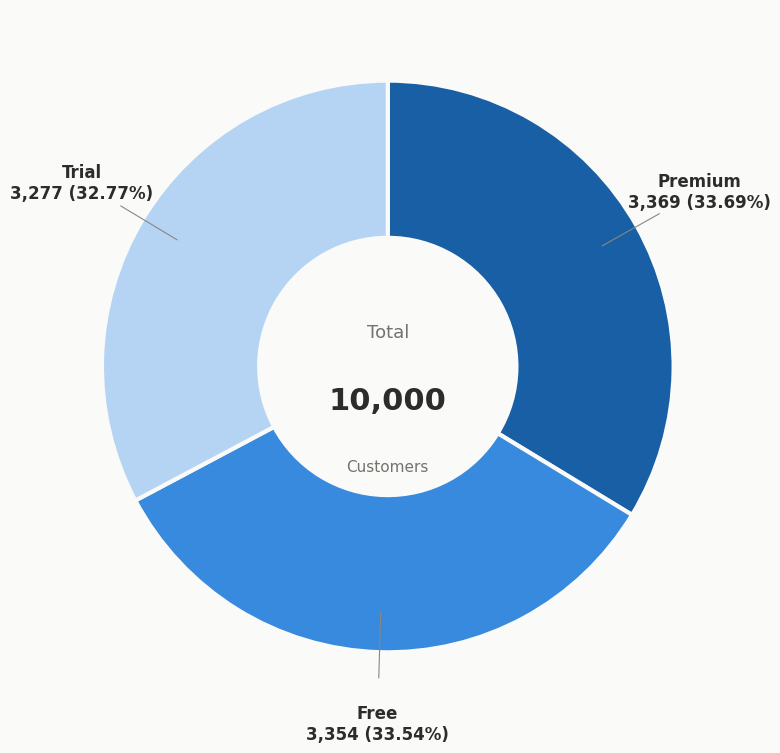 Trial
3,277 (32.77%)
Premium
3,369 (33.69%)
Total
10,000
Customers
Free
3,354 (33.54%)